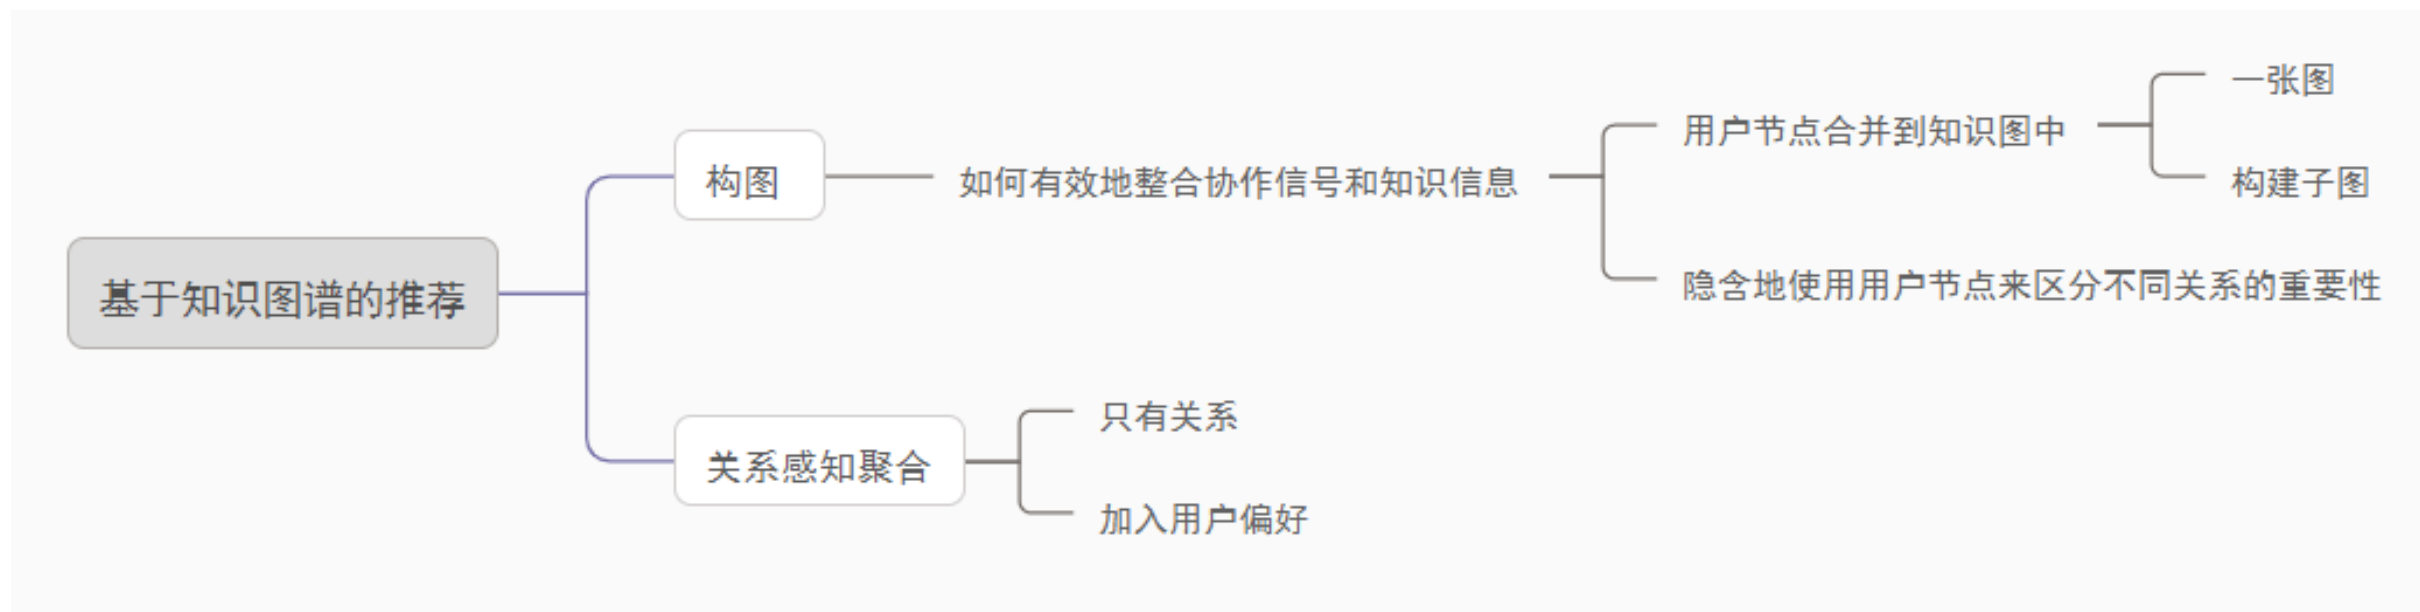 基于知识图谱的推荐
构图
如何有效地整合协作信号和知识信息
用户节点合并到知识图中
一张图
构建子图
隐含地使用用户节点来区分不同关系的重要性
关系感知聚合
只有关系
加入用户偏好